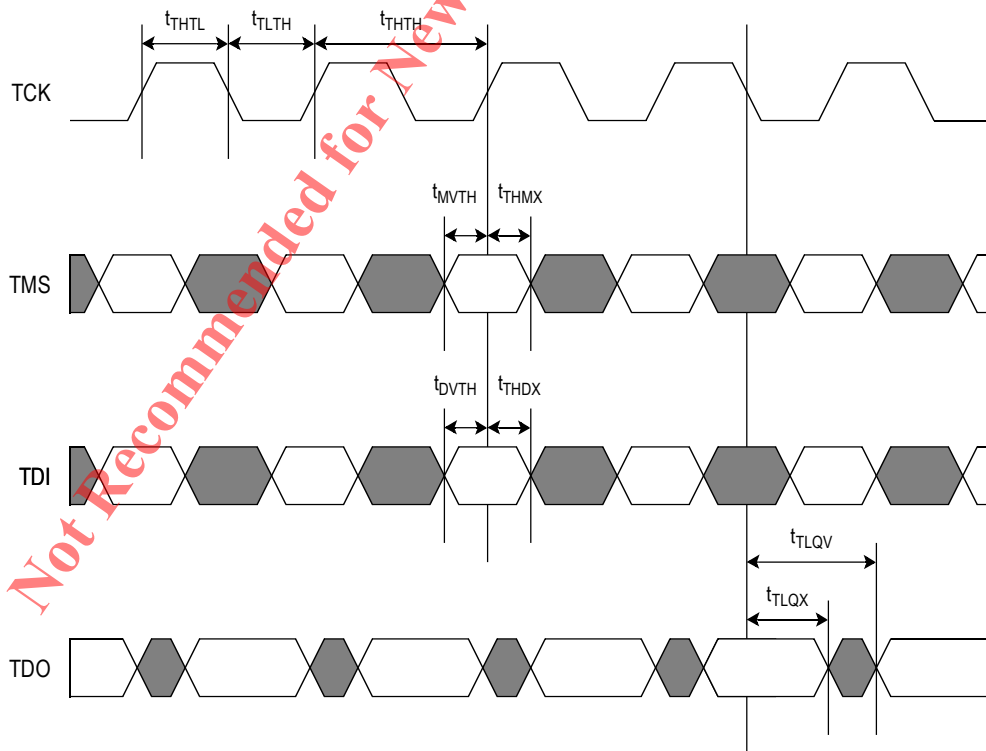 tTHTL tTLTH tTHTH
TCK
tMVTH tTHMX
TMS
tDVTH tTHDX
TDI
tTLQV
tTLQX
TDO
Not Recommended for New